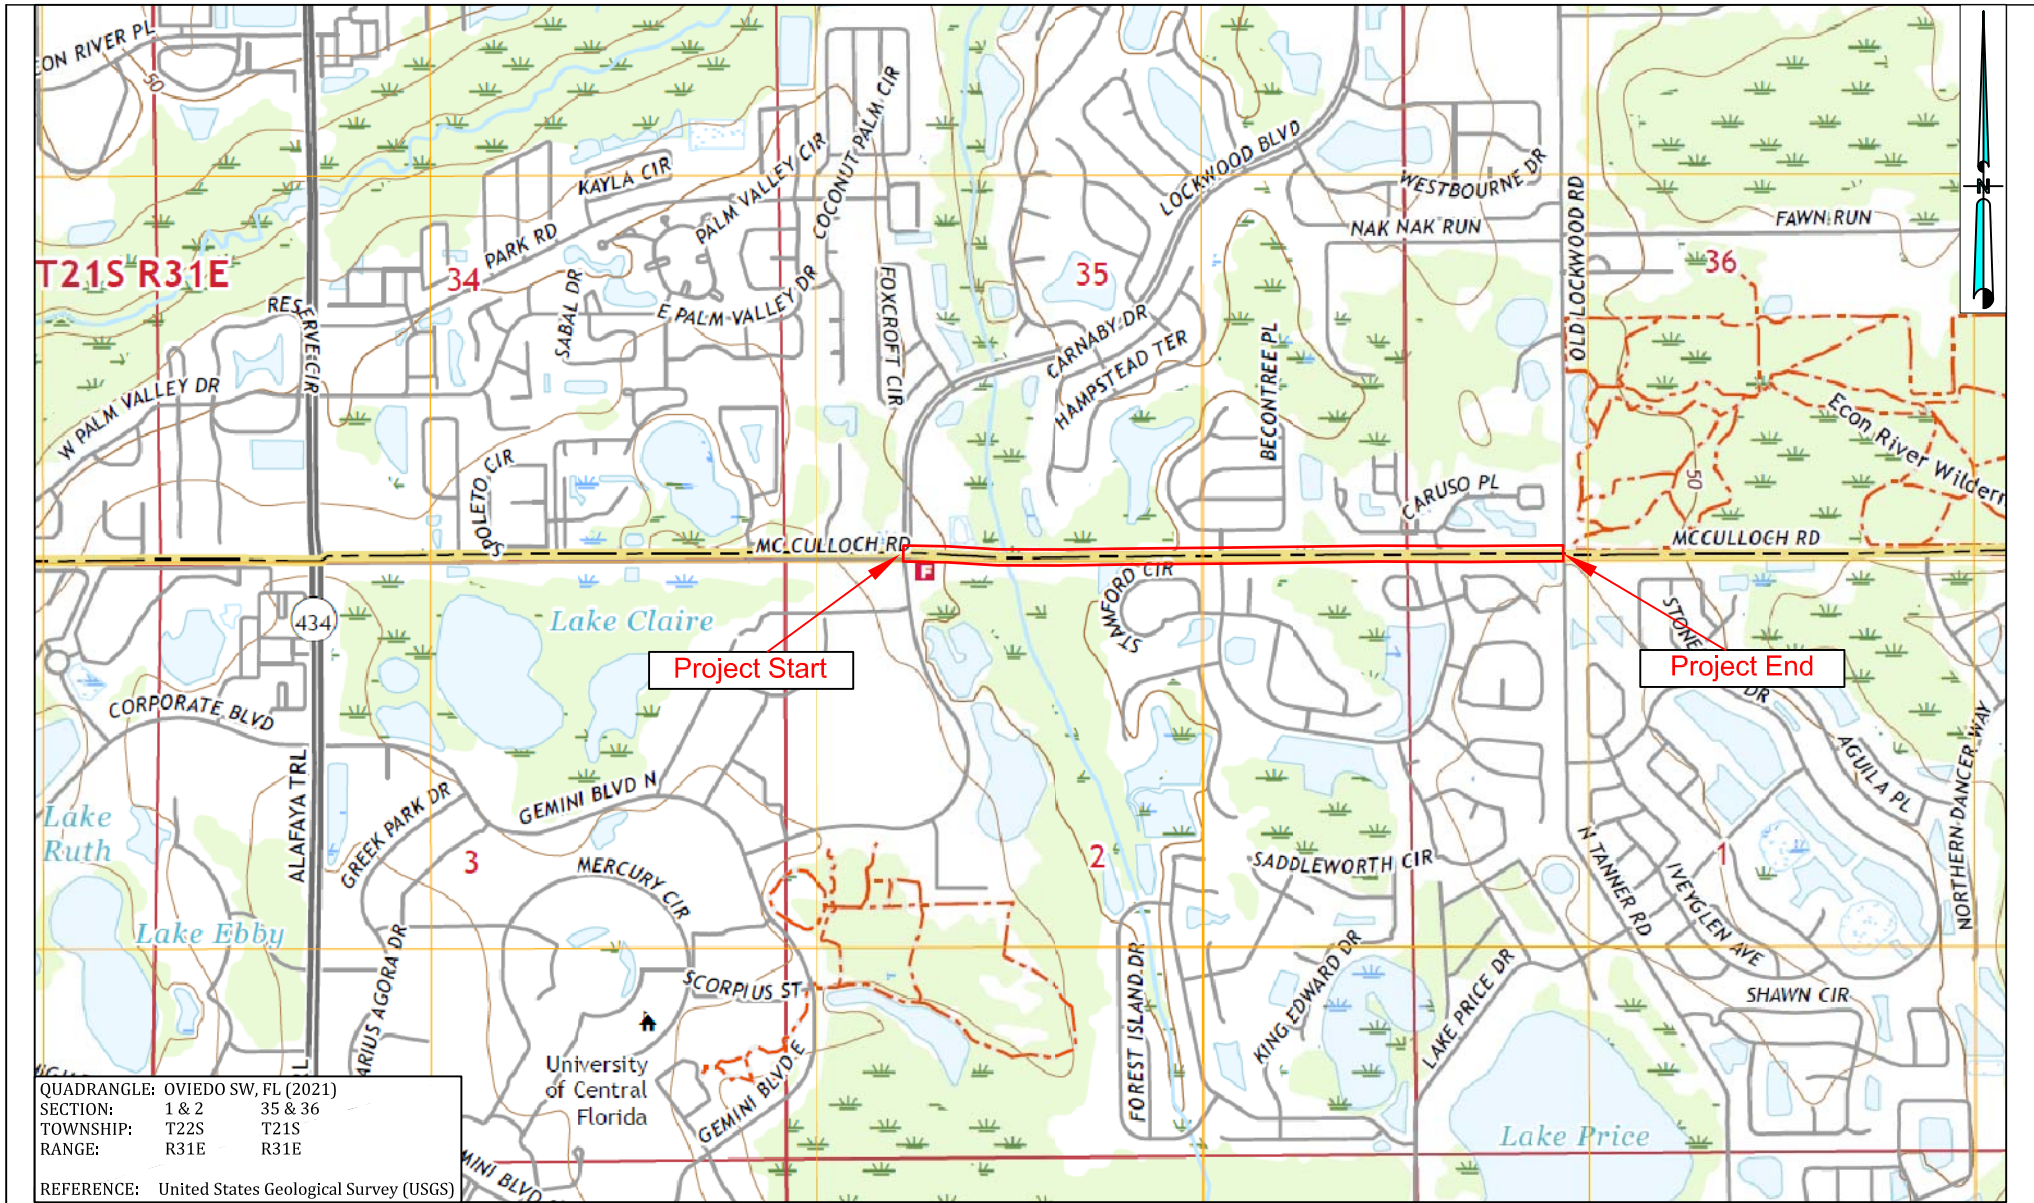 ON RIVER PL
50
KAYLA CIR
PALM VALLEY CIR
COCONUT PALM CIR
LOCKWOOD BLVD
WESTBOURNE DR
NAK NAK RUN
OLD LOCKWOOD RD
FAWN RUN
N
T21S R31E
34
PARK RD
35
36
RESERVE CIR
SABAL DR
E PALM VALLEY DR
FOXCROFT CIR
CARNABY DR
HAMPSTEAD TER
BECONTREE PL
W PALM VALLEY DR
Econ River Wildern
50
SPOLETO CIR
CARUSO PL
MC CULLOCH RD
MCCULLOCH RD
F
434
Lake Claire
STAMFORD CIR
STONE
DR
Project Start
Project End
CORPORATE BLVD
ALAFAYA TRL
GREEK PARK DR
GEMINI BLVD N
AGUILA PL
NORTHERN DANCER WAY
Lake
Ruth
3
MERCURY CIR
2
SADDLEWORTH CIR
N TANNER RD
IVEYGLEN AVE
1
Lake Ebby
ARIUS AGORA DR
SCORPIUS ST
FOREST ISLAND DR
KING EDWARD DR
LAKE PRICE DR
SHAWN CIR
University
of Central
Florida
GEMINI BLVD E
Lake Price
L
MINI BLVD
QUADRANGLE: OVIEDO SW, FL (2021)
SECTION: 1 & 2 35 & 36
TOWNSHIP: T22S T21S
RANGE: R31E R31E
REFERENCE: United States Geological Survey (USGS)